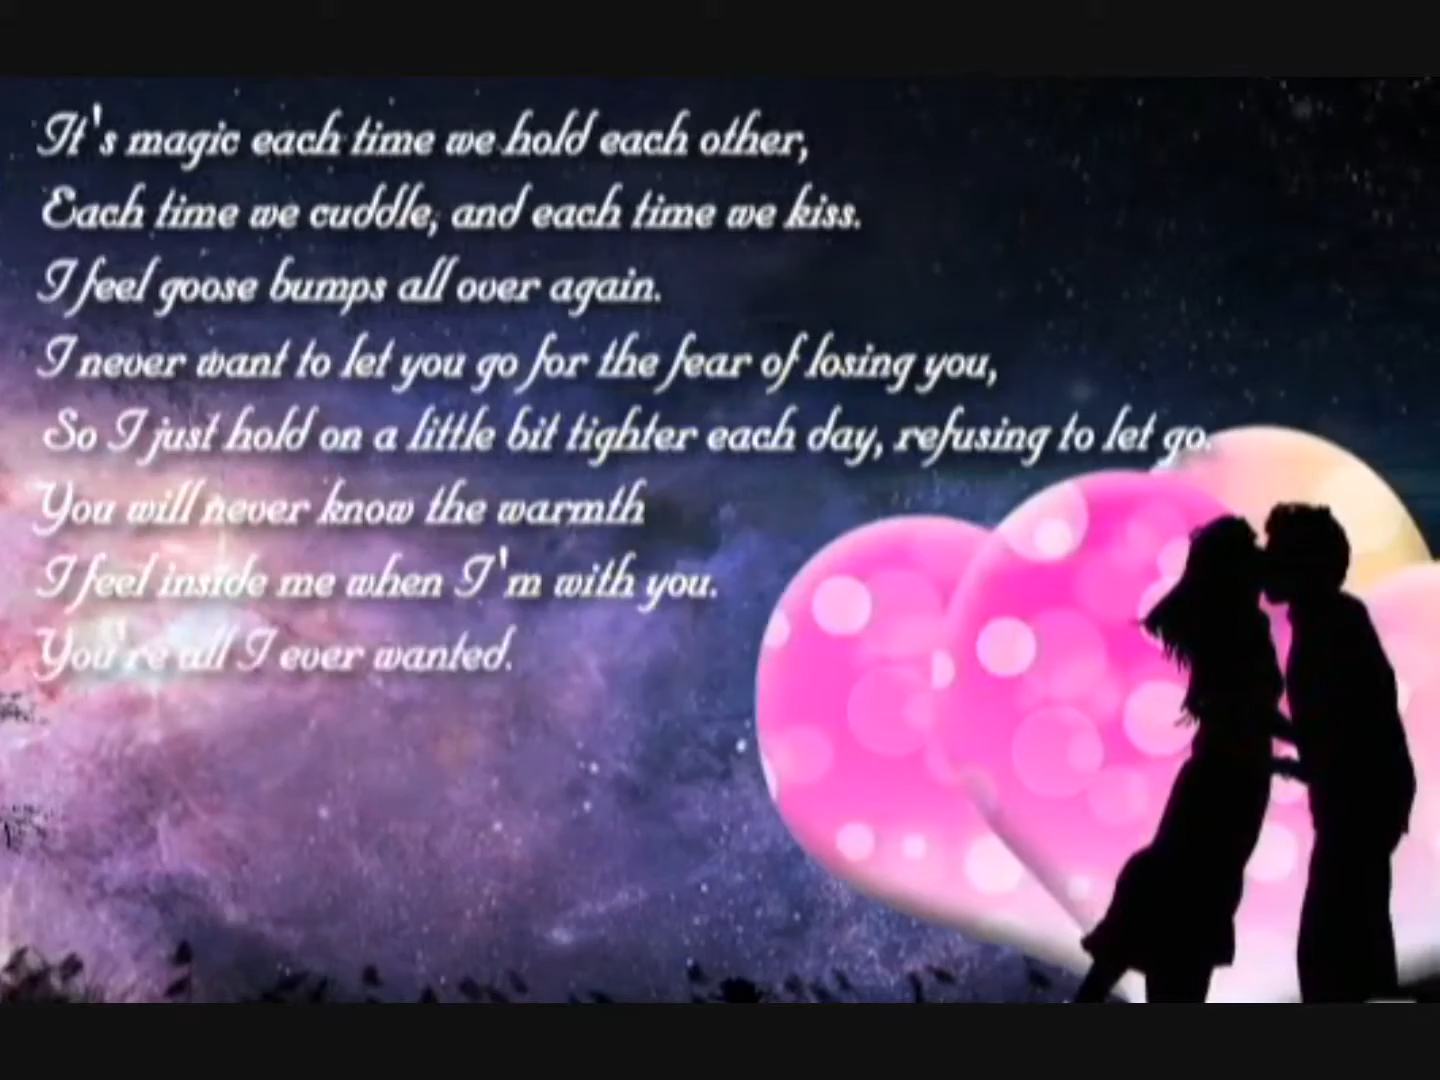 It's magic each time we hold each other,
Each time we cuddle, and each time we kiss.
I feel goose bumps all over again.
I never want to let you go for the fear of losing you,
So I just hold on a little bit tighter each day, refusing to let go.
You will never know the warmth
I feel inside me when I'm with you.
You're all I ever wanted.